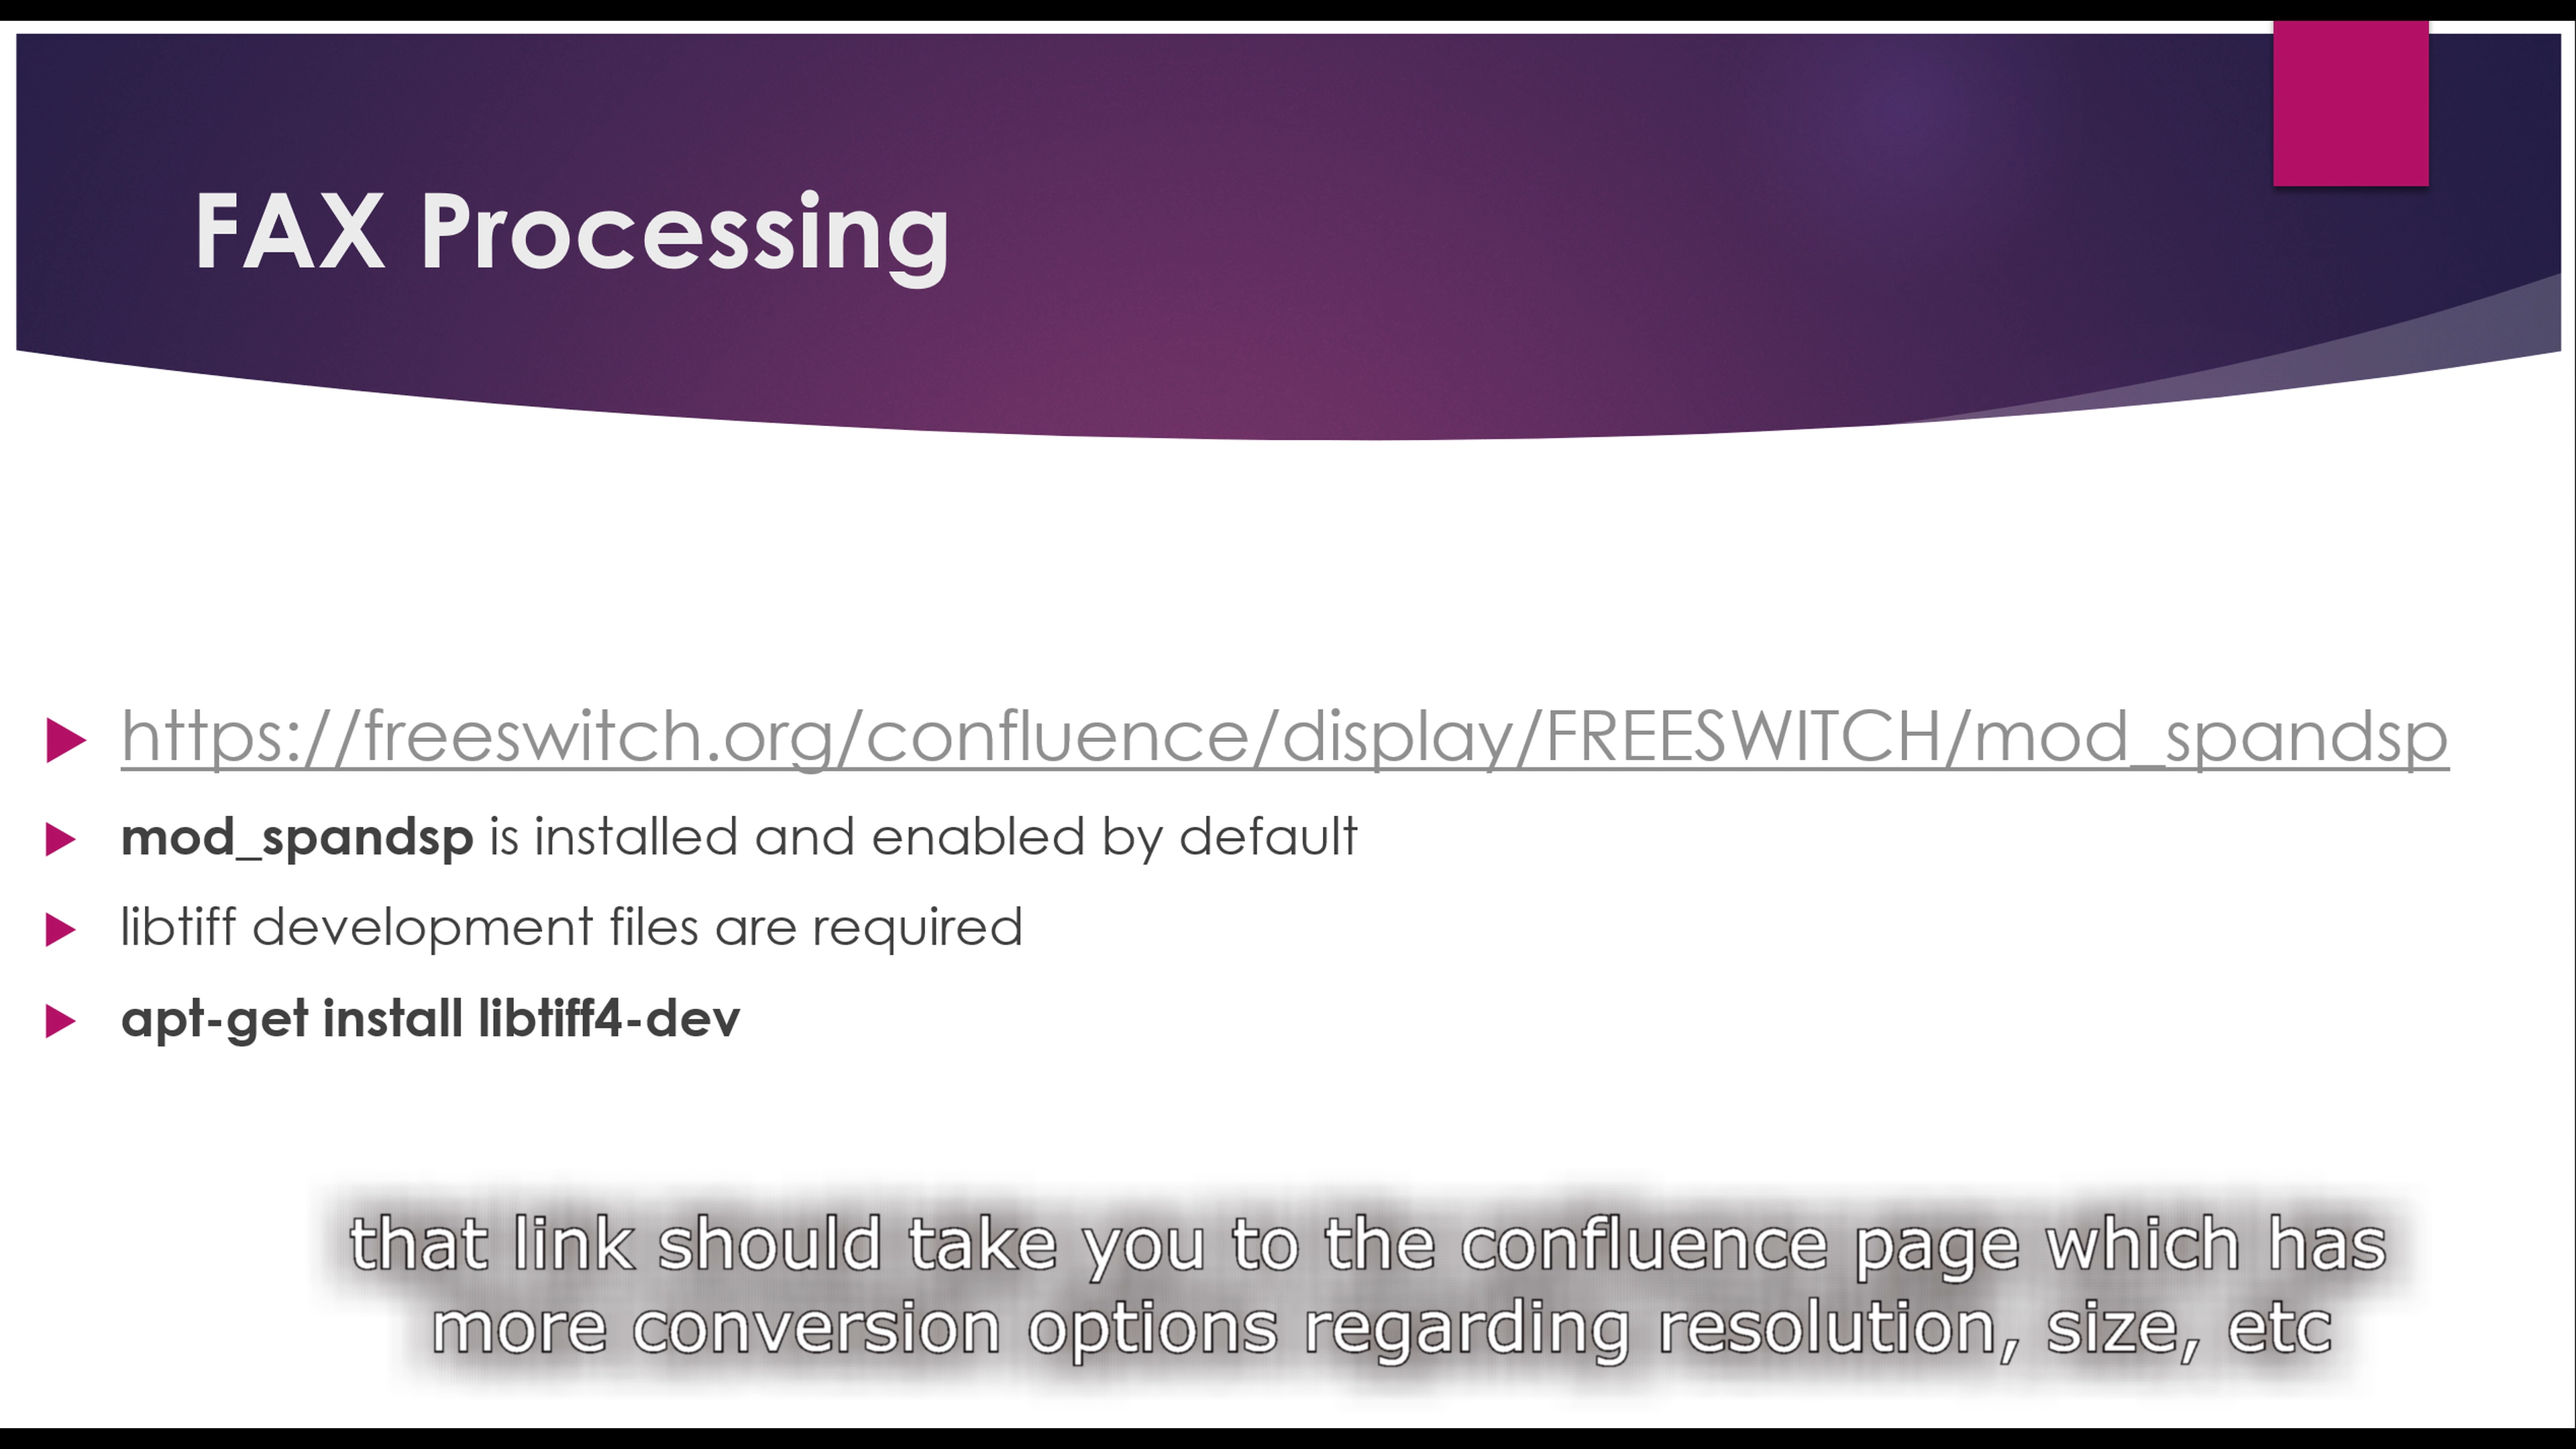 FAX Processing
https://freeswitch.org/confluence/display/FREESWITCH/mod_spandsp
mod_spandsp is installed and enabled by default
libtiff development files are required
apt-get install libtiff4-dev
that link should take you to the confluence page which has
more conversion options regarding resolution, size, etc